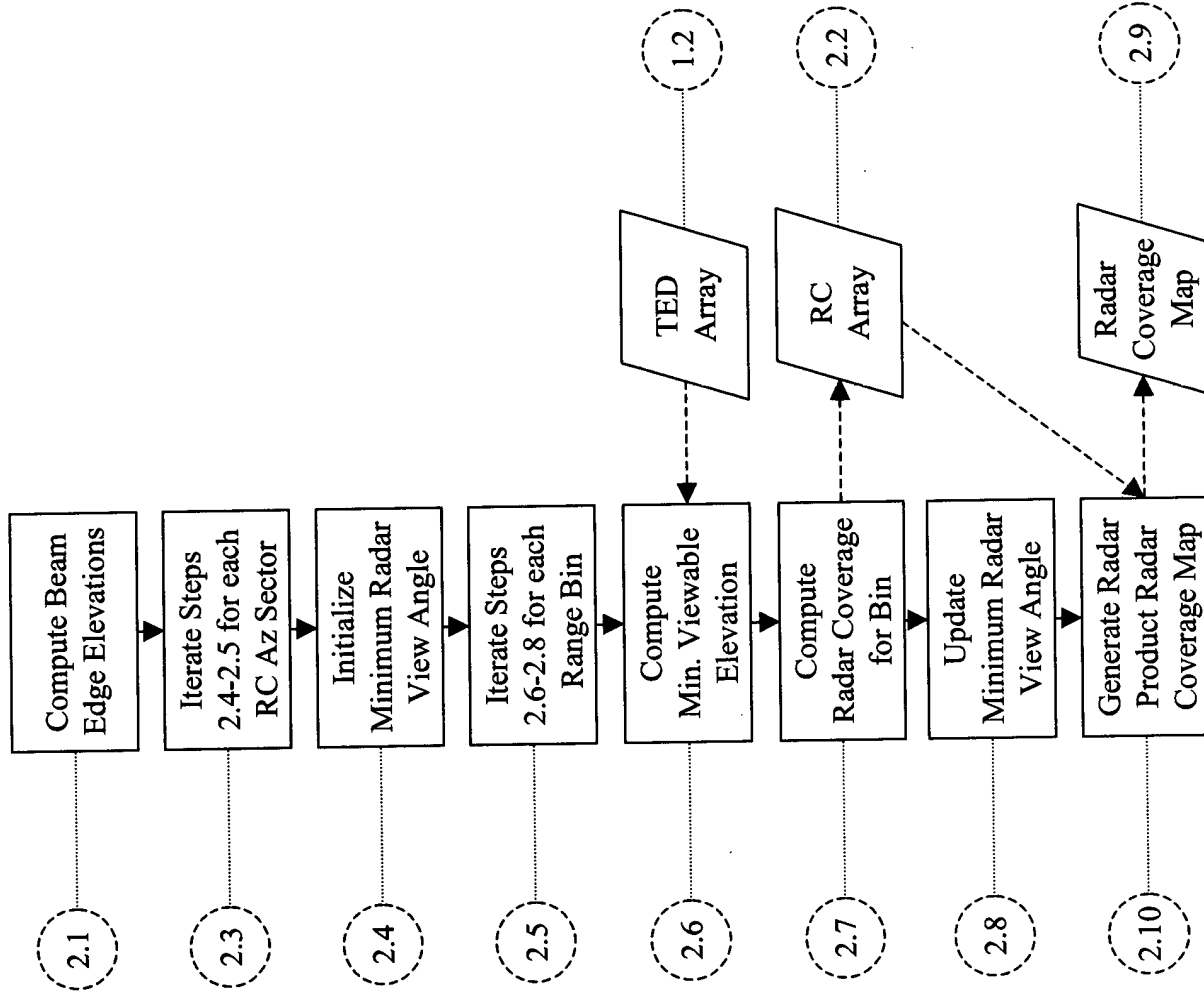 2.1
Compute Beam
Edge Elevations
2.3
Iterate Steps
2.4-2.5 for each
RC Az Sector
2.4
Initialize
Minimum Radar
View Angle
2.5
Iterate Steps
2.6-2.8 for each
Range Bin
2.6
Compute
Min. Viewable
Elevation
TED
Array
1.2
2.7
Compute
Radar Coverage
for Bin
RC
Array
2.2
2.8
Update
Minimum Radar
View Angle
2.10
Generate Radar
Product Radar
Coverage Map
Radar
Coverage
Map
2.9